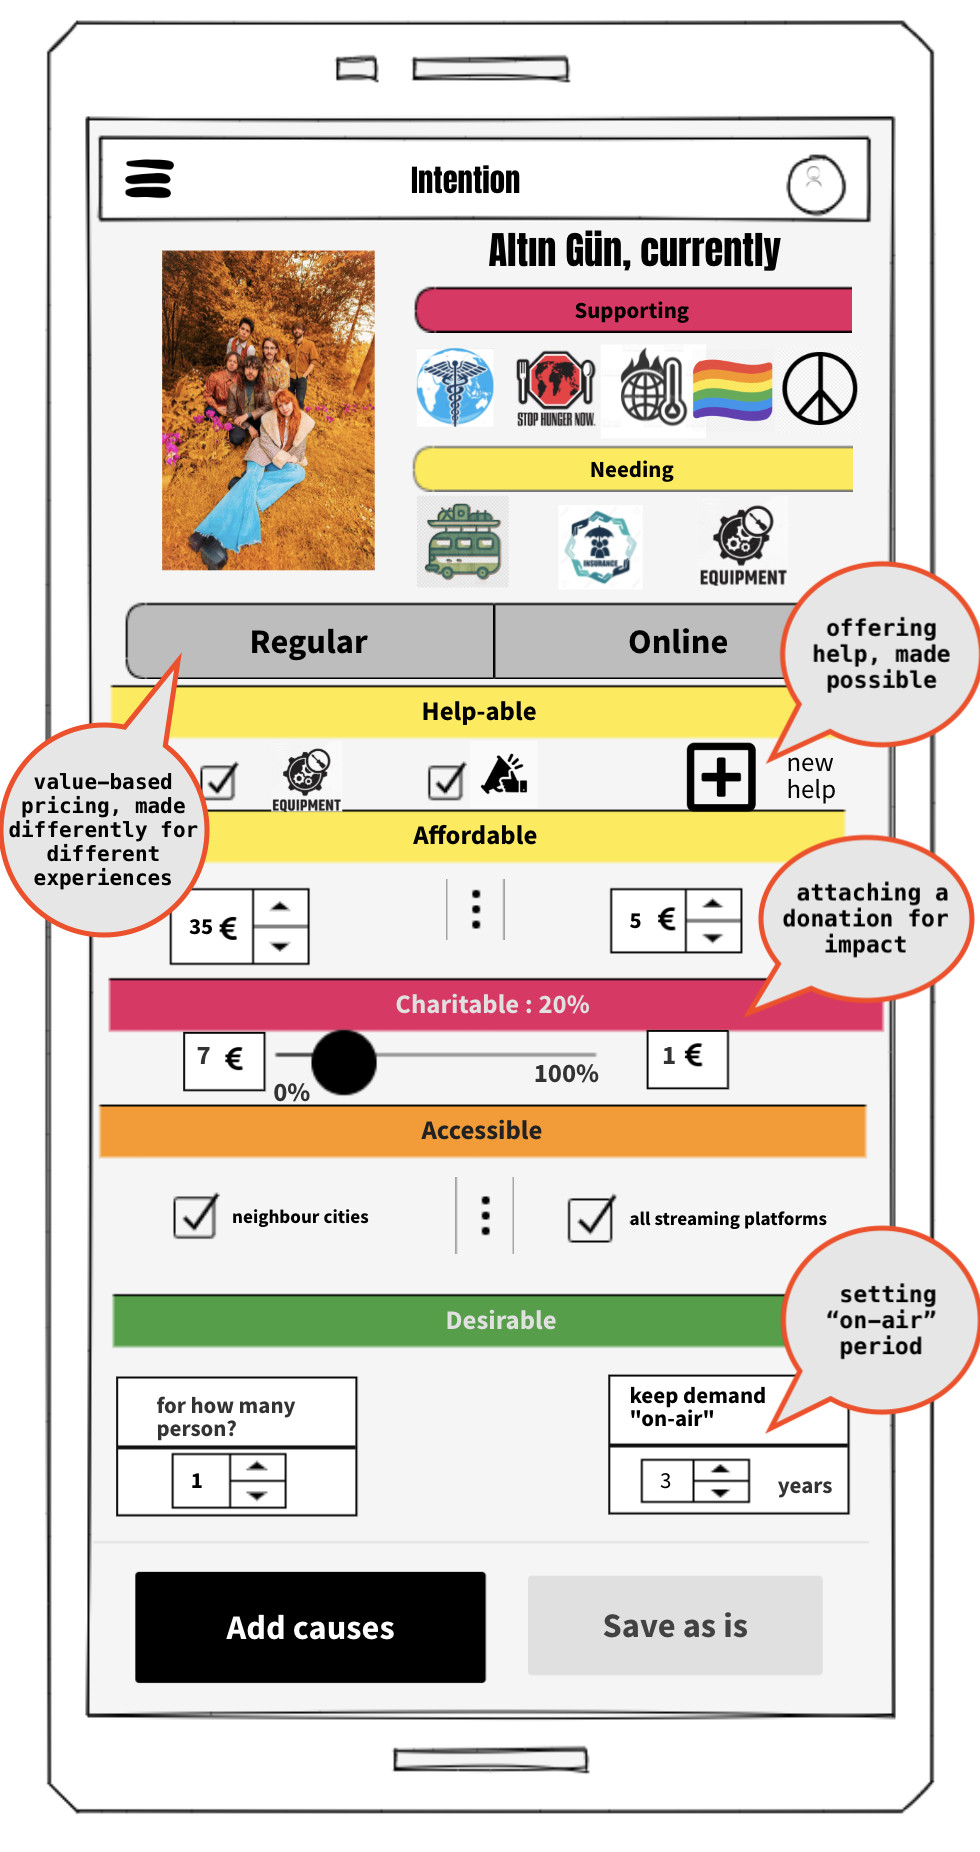 Intention
Altın Gün, currently
Supporting
STOP HUNGER NOW.
Needing
INSURANCE
EQUIPMENT
Regular
Online
offering
help, made
possible
Help-able
value-based
pricing, made
differently for
different
experiences
EQUIPMENT
new
help
Affordable
35 €
5 €
attaching a
donation for
impact
Charitable : 20%
7 €
0%
100%
1 €
Accessible
neighbour cities
all streaming platforms
setting
“on-air”
period
Desirable
for how many
person?
1
keep demand
"on-air"
3
years
Add causes
Save as is